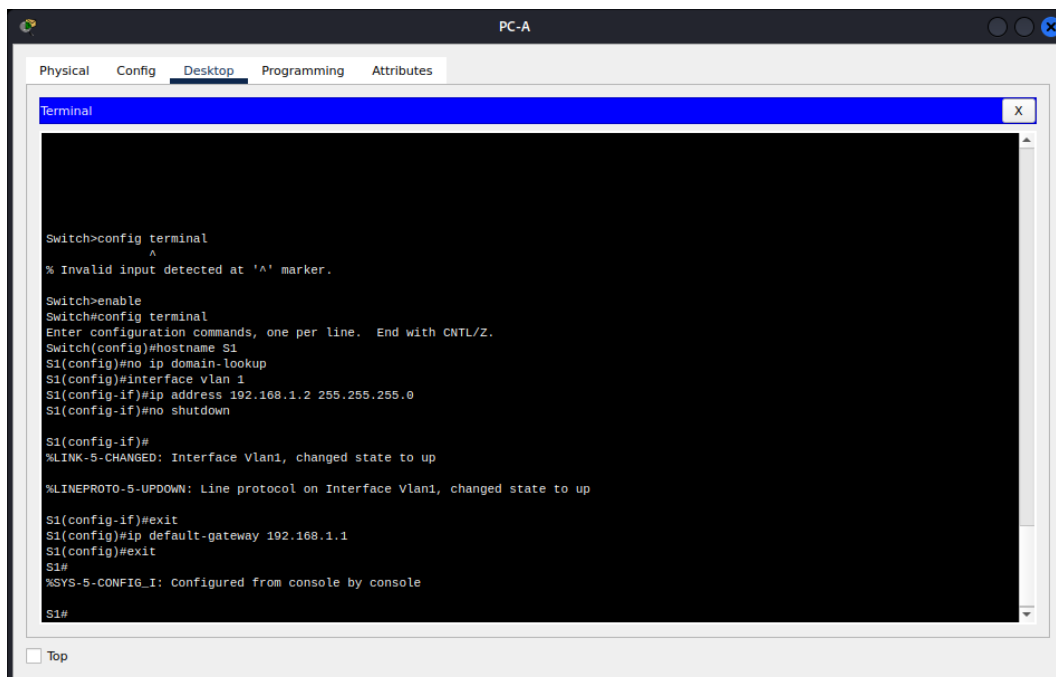 PC-A
Physical Config Desktop Programming Attributes
Terminal X
Switch>config terminal
^
% Invalid input detected at '^' marker.
Switch>enable
Switch#config terminal
Enter configuration commands, one per line.  End with CNTL/Z.
Switch(config)#hostname S1
S1(config)#no ip domain-lookup
S1(config)#interface vlan 1
S1(config-if)#ip address 192.168.1.2 255.255.255.0
S1(config-if)#no shutdown
S1(config-if)#
%LINK-5-CHANGED: Interface Vlan1, changed state to up
%LINEPROTO-5-UPDOWN: Line protocol on Interface Vlan1, changed state to up
S1(config-if)#exit
S1(config)#ip default-gateway 192.168.1.1
S1(config)#exit
S1#
%SYS-5-CONFIG_I: Configured from console by console
S1#
Top